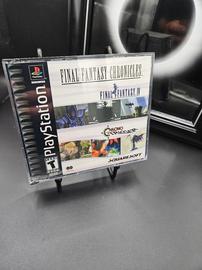 PlayStation
FINAL FANTASY CHRONICLES
FINAL FANTASY IV
CHRONO
TRIGGER
SQUARESOFT